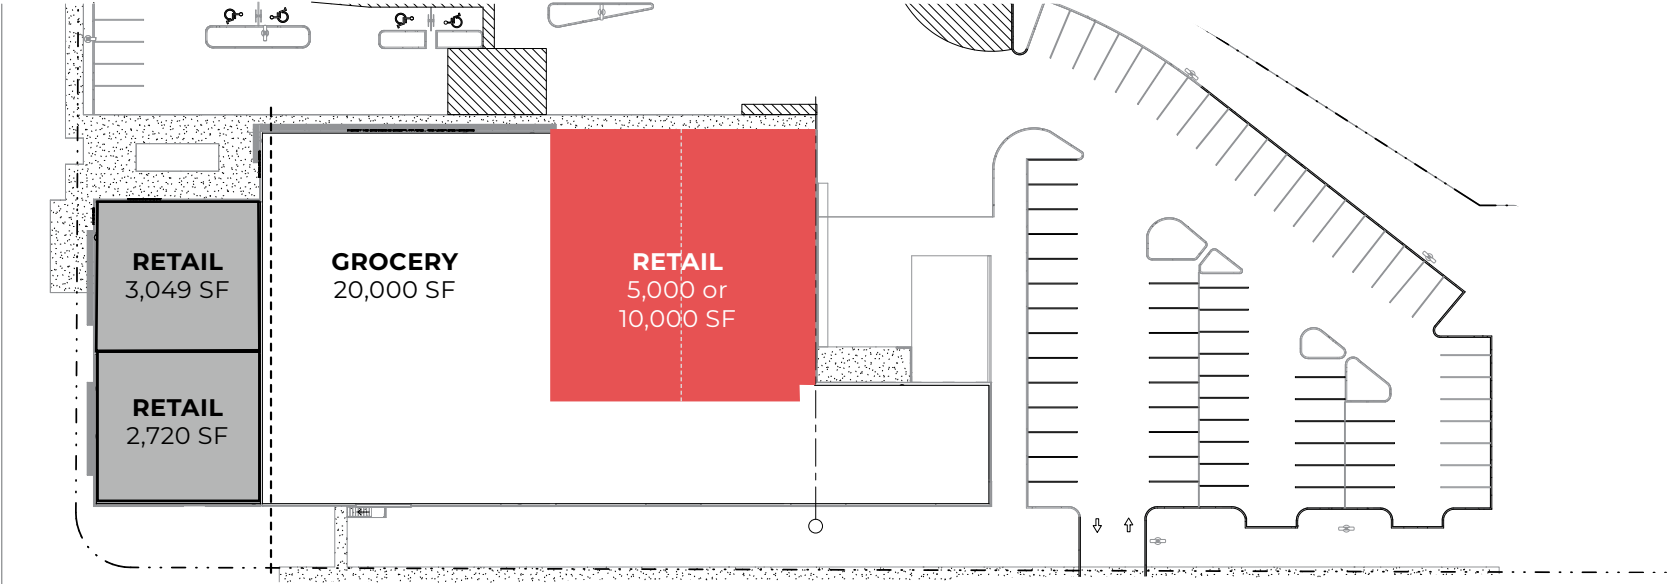 RETAIL
3,049 SF
GROCERY
20,000 SF
RETAIL
5,000 or
10,000 SF
RETAIL
2,720 SF